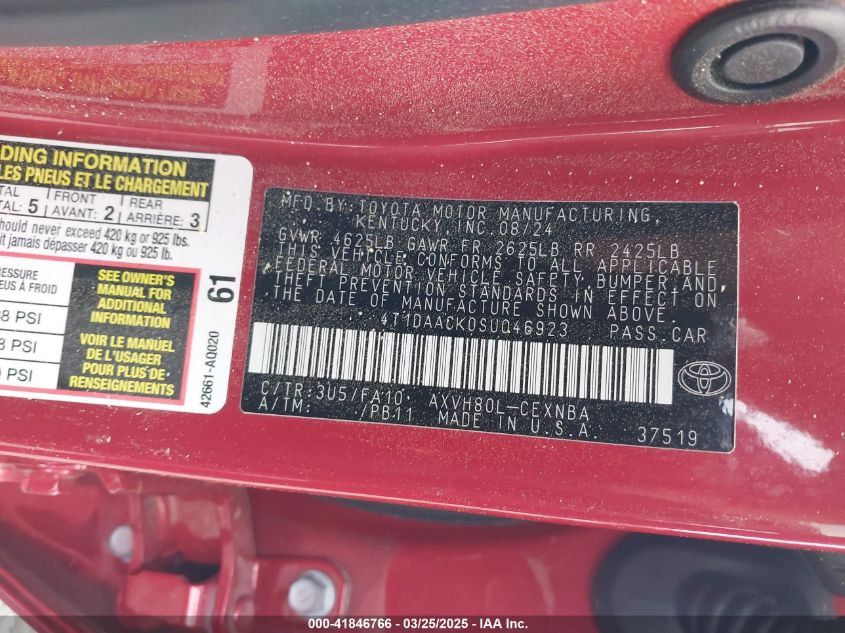 DING INFORMATION
LES PNEUS ET LE CHARGEMENT
TAL FRONT REAR
TAL: 5 AVANT: 2 ARRIÈRE: 3
hould never exceed 420 kg or 925 lbs.
it jamais dépasser 420 kg ou 925 lb.
ESSURE
EUS À FROID
8 PSI
8 PSI
PSI
SEE OWNER'S
MANUAL FOR
ADDITIONAL
INFORMATION
VOIR LE MANUEL
DE L'USAGER
POUR PLUS DE
RENSEIGNEMENTS
61
42661-AQ020
MFD BY: TOYOTA MOTOR MANUFACTURING,
KENTUCKY, INC. 08/24
GVWR 4625LB GAWR FR 2625LB RR 2425LB
THIS VEHICLE CONFORMS TO ALL APPLICABLE
FEDERAL MOTOR VEHICLE SAFETY, BUMPER, AND
THEFT PREVENTION STANDARDS IN EFFECT ON
THE DATE OF MANUFACTURE SHOWN ABOVE.
4T1DAACK0SU046923 PASS.CAR
C/TR:3U5/FA10, AXVH80L-CEXNBA
A/TM: /PB11 MADE IN U.S.A. 37519
000-41846766 - 03/25/2025 - IAA Inc.